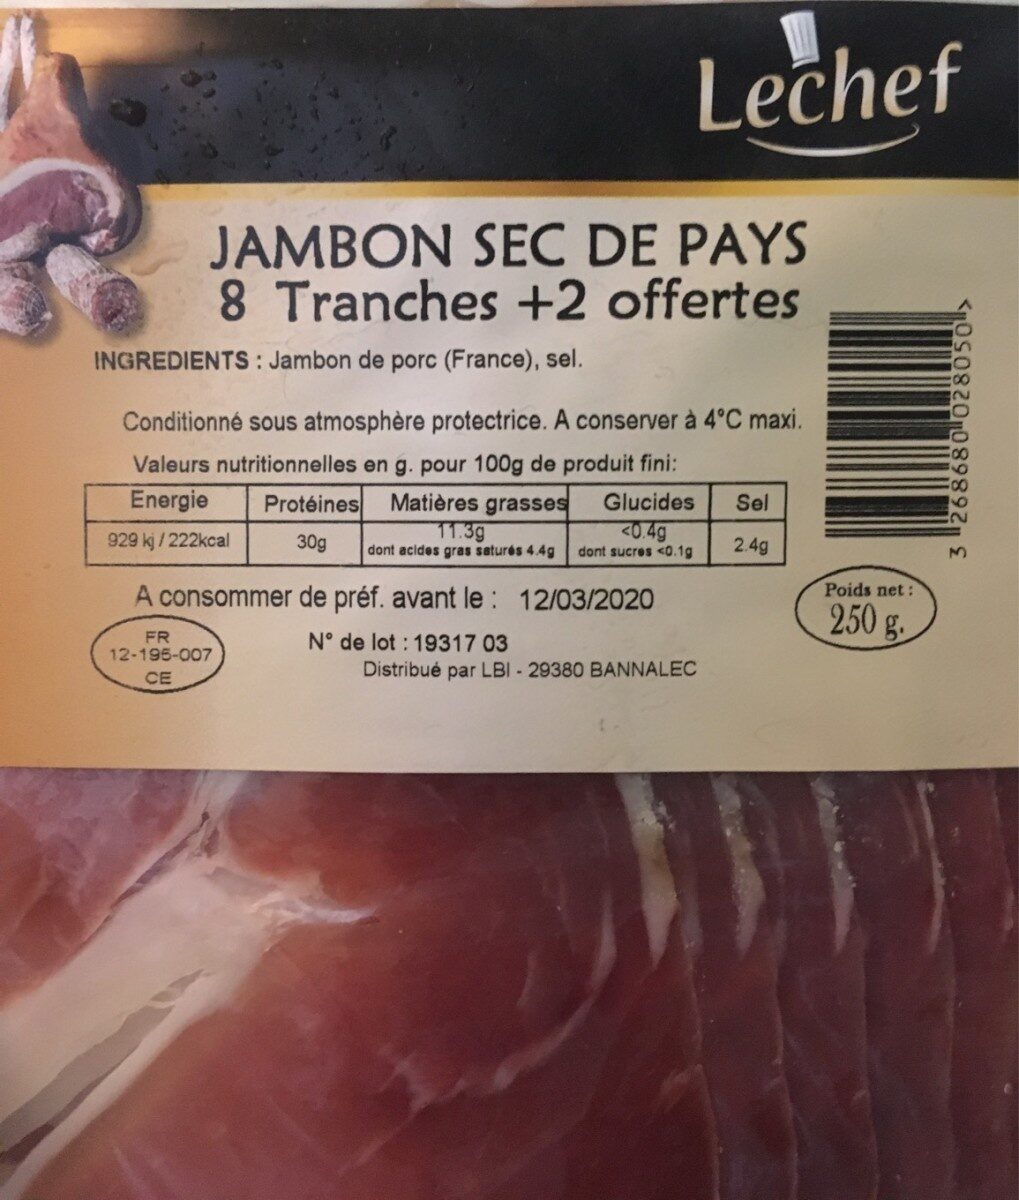 Lechef
JAMBON SEC DE PAYS
8 Tranches +2 offertes
INGREDIENTS : Jambon de porc (France), sel.
Conditionné sous atmosphère protectrice. A conserver à 4°C maxi.
Valeurs nutritionnelles en g. pour 100g de produit fini:
Energie Protéines Matières grasses Glucides Sel
929 kj / 222kcal 30g 11.3g <0.4g 2.4g
dont acides gras saturés 4.4g dont sucres <0.1g
A consommer de préf. avant le : 12/03/2020
N° de lot : 19317 03
Distribué par LBI - 29380 BANNALEC
FR
12-195-007
CE
Poids net :
250 g.
3 268680 028050 >